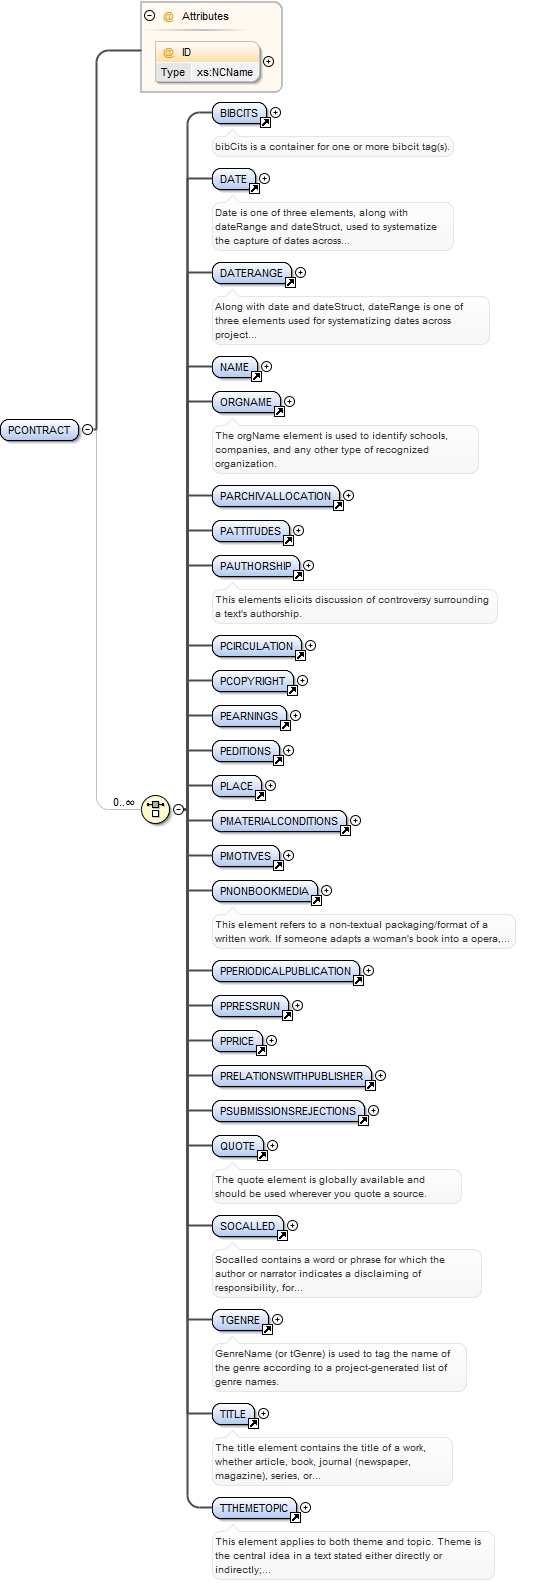 Attributes
@ ID
Type xs:NCName
BIBCITS
bibCits is a container for one or more bibcit tag(s).
DATE
Date is one of three elements, along with
dateRange and dateStruct, used to systematize
the capture of dates across...
DATERANGE
Along with date and dateStruct, dateRange is one of
three elements used for systematizing dates across
project...
NAME
ORGNAME
PCONTRACT
The orgName element is used to identify schools,
companies, and any other type of recognized
organization.
PARCHIVALLOCATION
PATTITUDES
PAUTHORSHIP
This elements elicits discussion of controversy surrounding
a text's authorship.
PCIRCULATION
PCOPYRIGHT
PEARNINGS
PEDITIONS
PLACE
0..∞
PMATERIALCONDITIONS
PMOTIVES
PNONBOOKMEDIA
This element refers to a non-textual packaging/format of a
written work. If someone adapts a woman's book into a opera,...
PPERIODICALPUBLICATION
PPRESSRUN
PPRICE
PRELATIONSWITHPUBLISHER
PSUBMISSIONSREJECTIONS
QUOTE
The quote element is globally available and
should be used wherever you quote a source.
SOCALLED
Socalled contains a word or phrase for which the
author or narrator indicates a disclaiming of
responsibility, for...
TGENRE
GenreName (or tGenre) is used to tag the name of
the genre according to a project-generated list of
genre names.
TITLE
The title element contains the title of a work,
whether article, book, journal (newspaper,
magazine), series, or...
TTHEMETOPIC
This element applies to both theme and topic. Theme is
the central idea in a text stated either directly or
indirectly;...